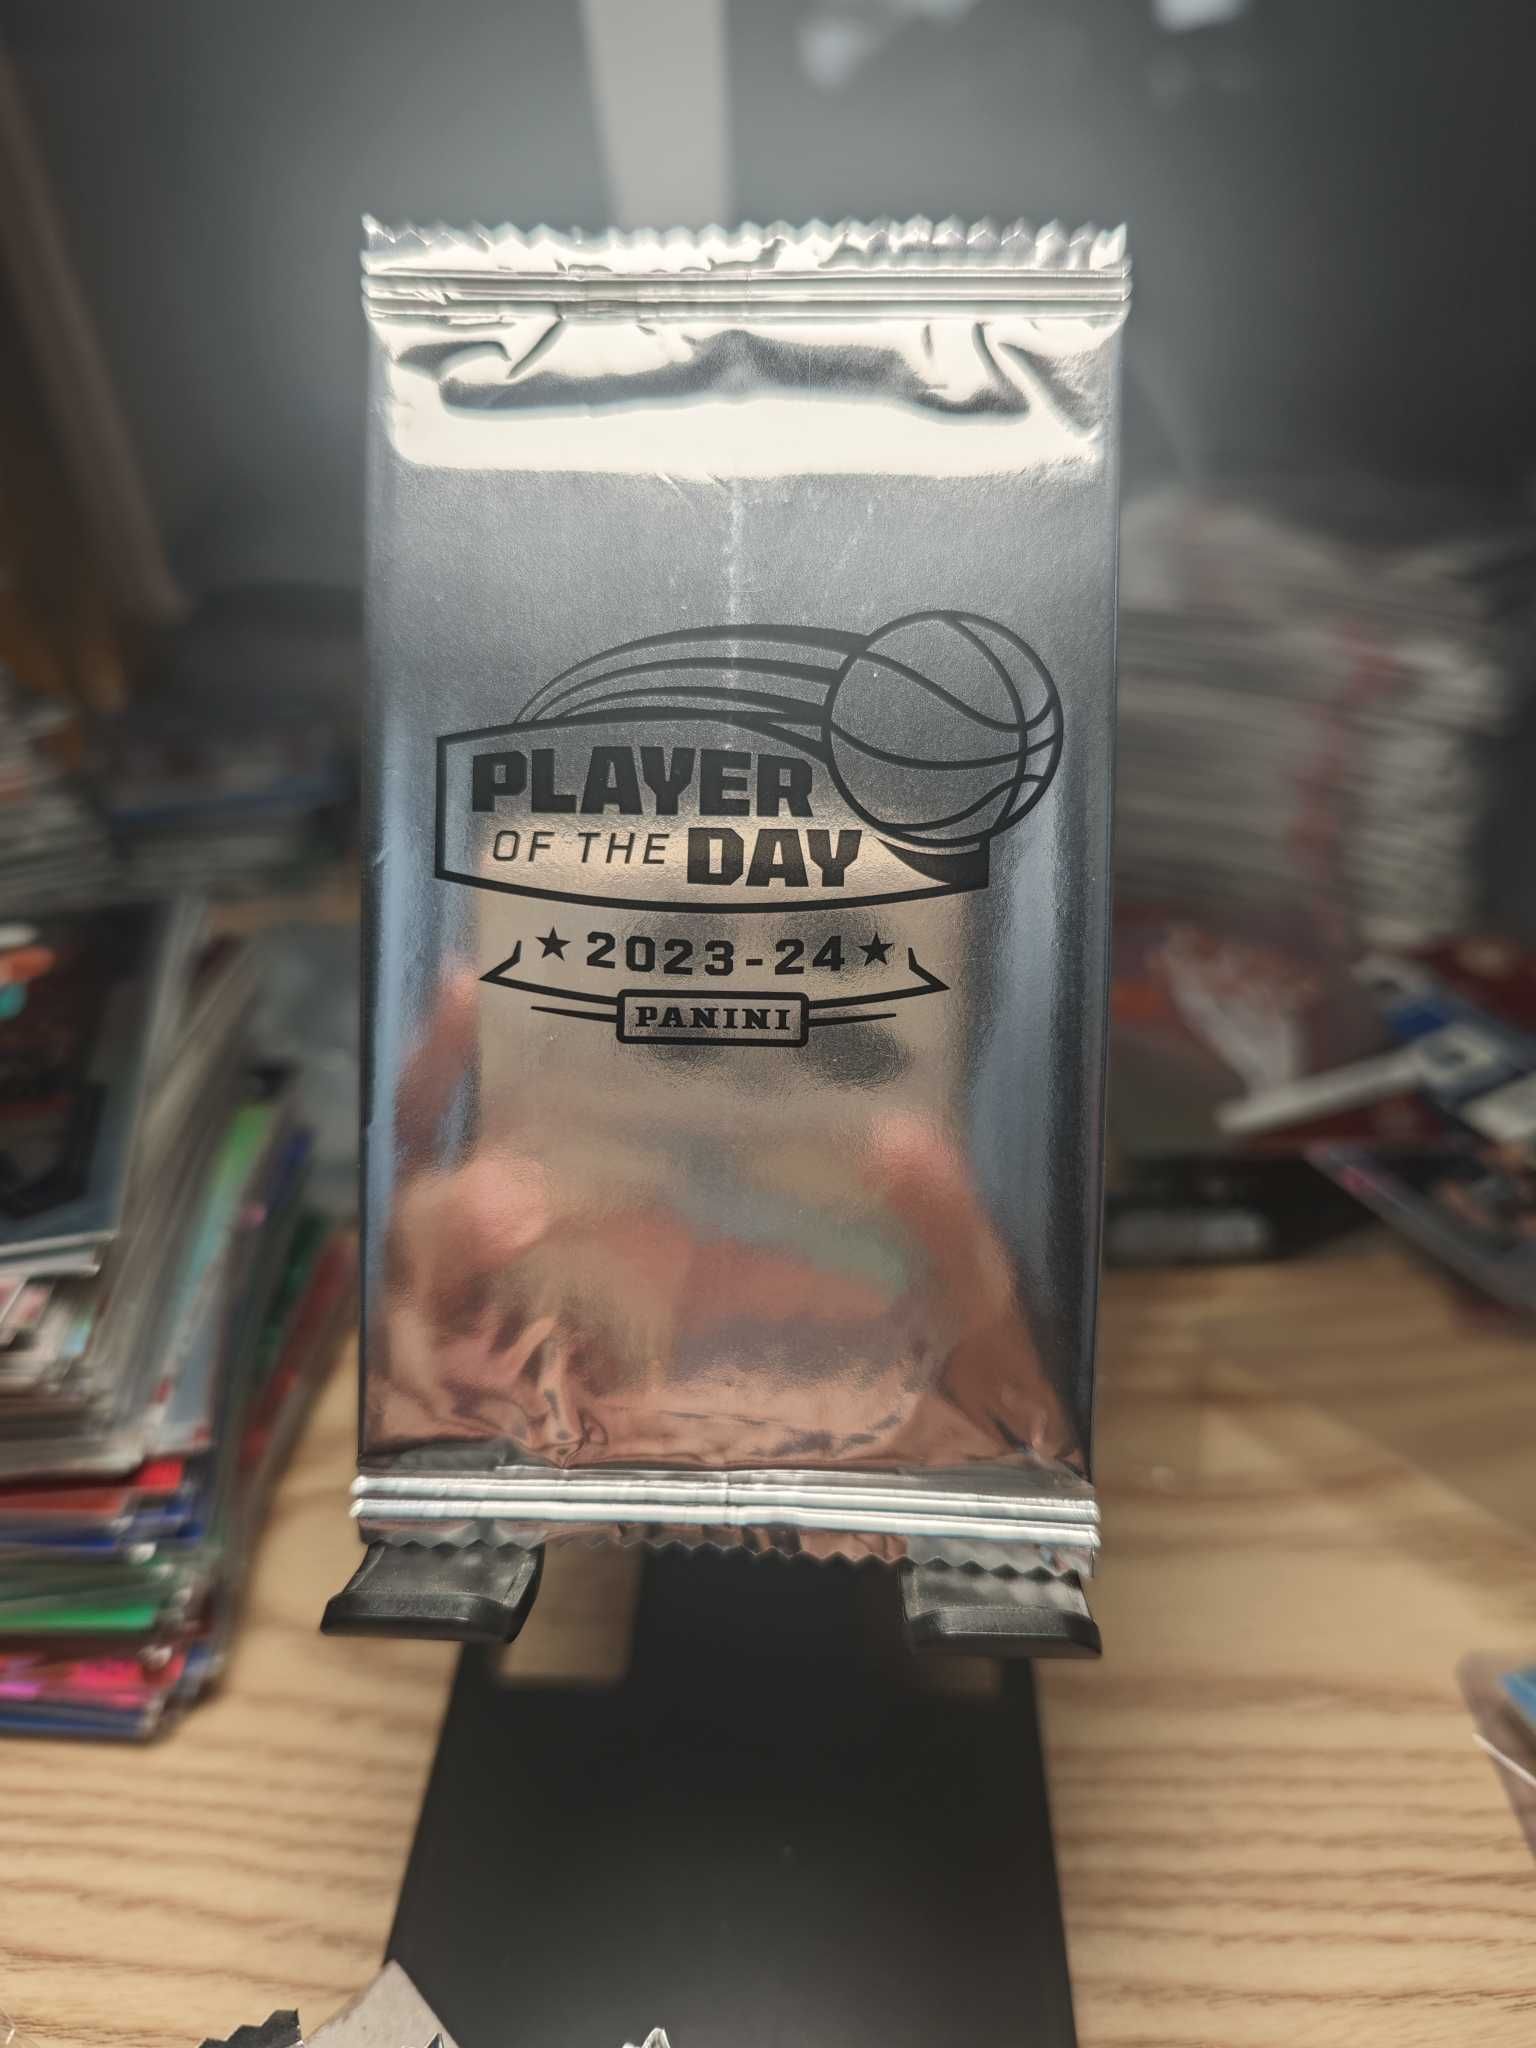 PLAYER
OF THE DAY
★ 2023-24 ★
PANINI